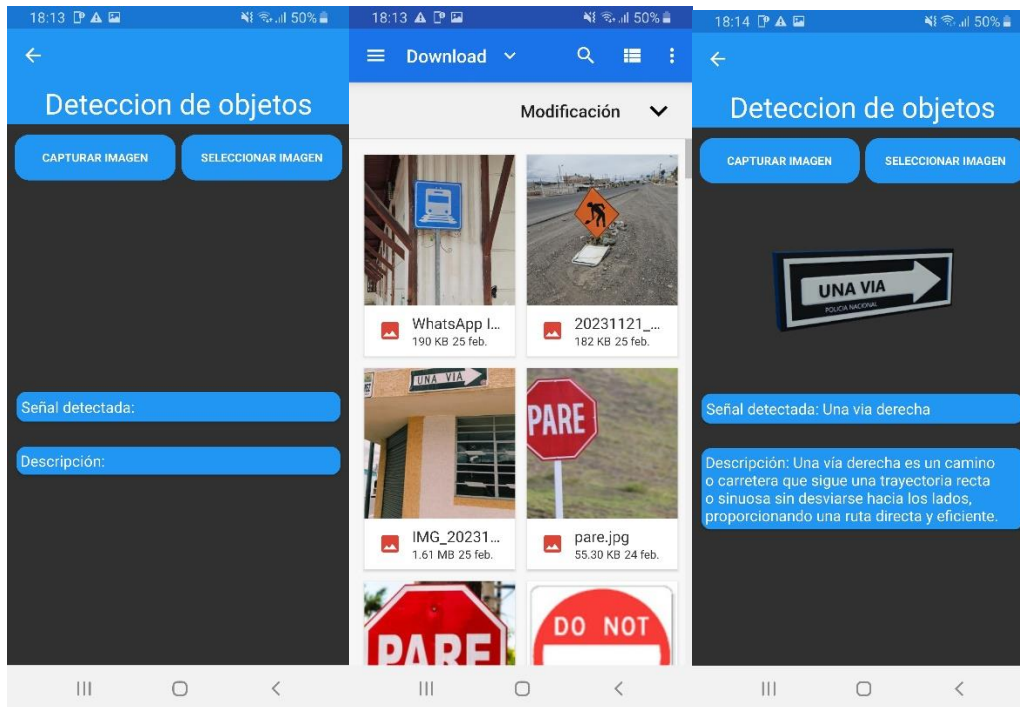 18:13
50%
Deteccion de objetos
CAPTURAR IMAGEN
SELECCIONAR IMAGEN
Señal detectada:
Descripción:
18:13
50%
Download
Modificación
WhatsApp I...
190 KB 25 feb.
20231121_...
182 KB 25 feb.
UNA VIA
IMG_20231...
1.61 MB 25 feb.
PARE
pare.jpg
55.30 KB 24 feb.
PARE
DO NOT
18:14
50%
Deteccion de objetos
CAPTURAR IMAGEN
SELECCIONAR IMAGEN
UNA VIA
POLICIA NACIONAL
Señal detectada: Una via derecha
Descripción: Una vía derecha es un camino
o carretera que sigue una trayectoria recta
o sinuosa sin desviarse hacia los lados,
proporcionando una ruta directa y eficiente.